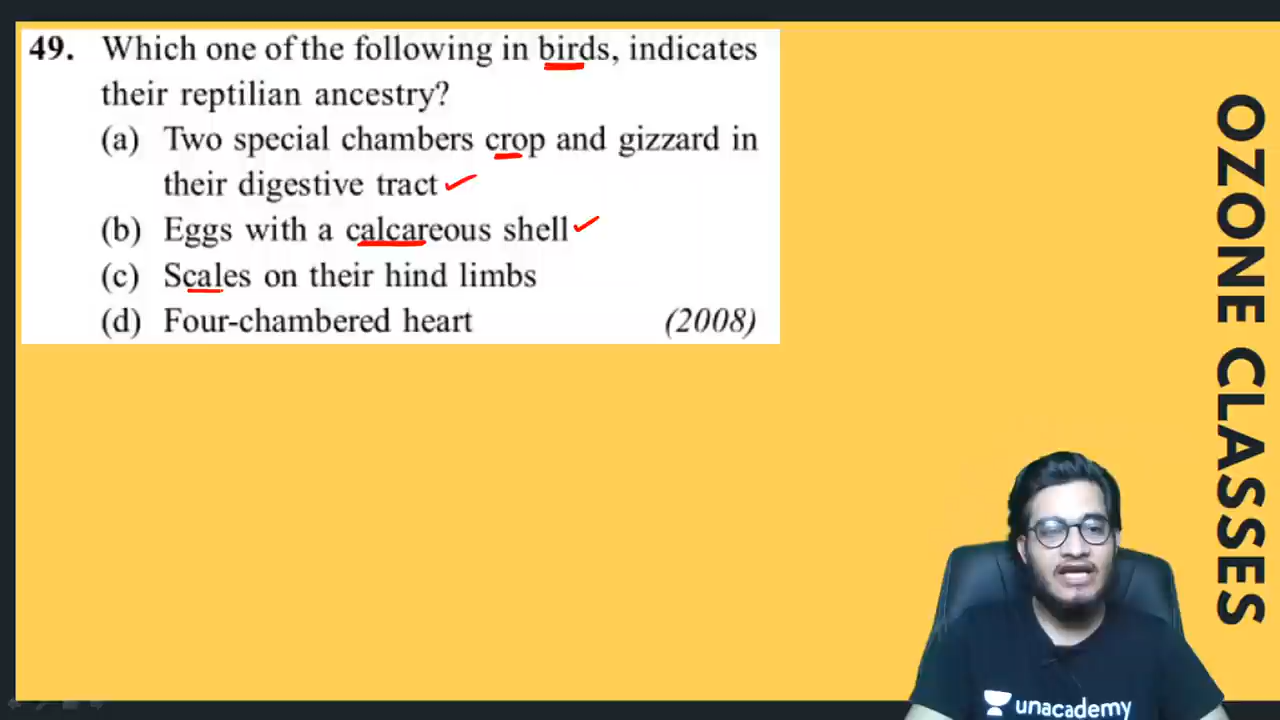 49. Which one of the following in birds, indicates
their reptilian ancestry?
(a) Two special chambers crop and gizzard in
their digestive tract
(b) Eggs with a calcareous shell
(c) Scales on their hind limbs
(d) Four-chambered heart (2008)
OZONE CLASSES
unacademy